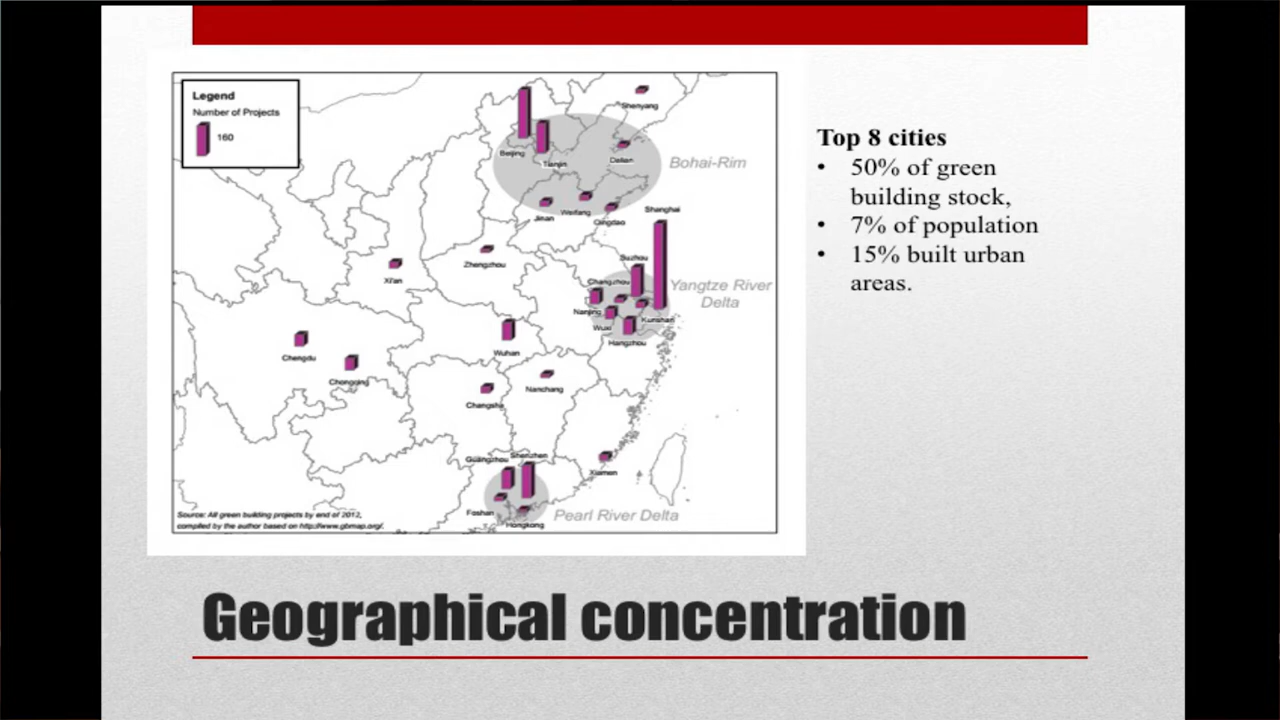 Legend
Number of Projects
160
Shenyang
Beijing
Tianjin
Dalian
Bohai-Rim
Jinan
Weifang
Qingdao
Shanghai
Zhengzhou
Suzhou
Xi'an
Changzhou
Yangtze River
Delta
Nanjing
Kunshan
Wuxi
Hangzhou
Chengdu
Wuhan
Chongqing
Nanchang
Changsha
Guangzhou
Shenzhen
Xiamen
Foshan
Pearl River Delta
Hongkong
Source: All green building projects by end of 2012,
compiled by the author based on http://www.gbmap.org/.
Top 8 cities
• 50% of green
building stock,
• 7% of population
• 15% built urban
areas.
Geographical concentration